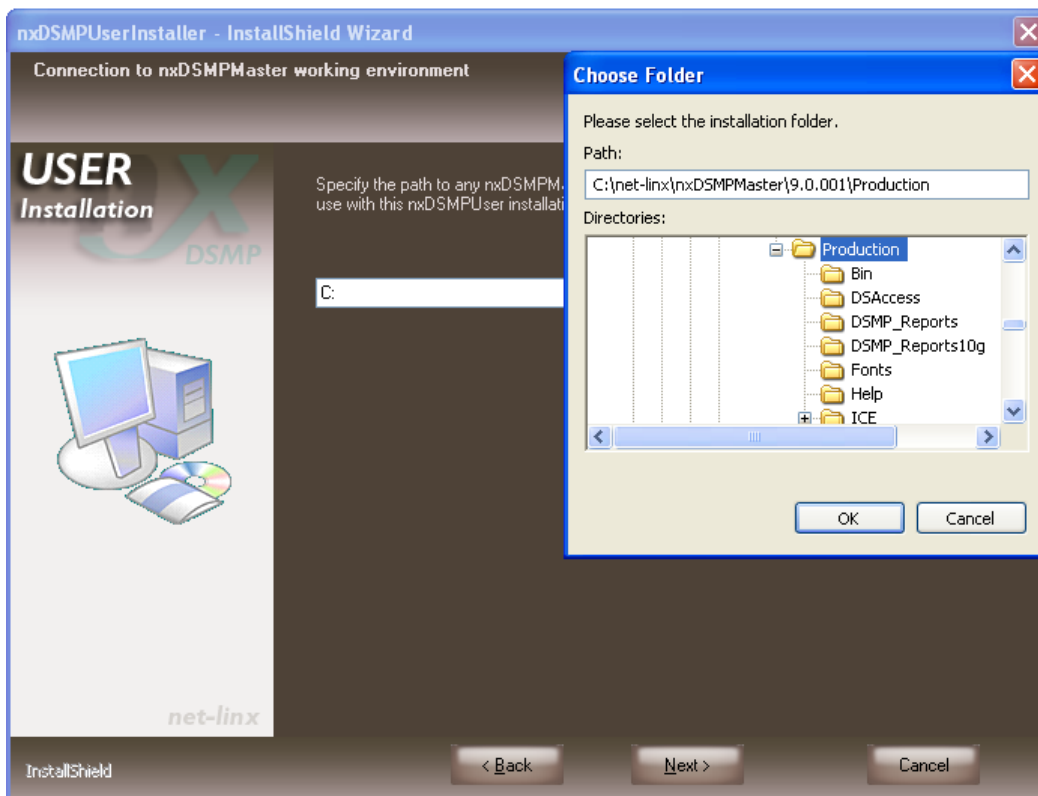 nxDSMPUserInstaller - InstallShield Wizard
Connection to nxDSMPMaster working environment
USER
Installation
DSMP
Specify the path to any nxDSMPM
use with this nxDSMPUser installati
C:
Choose Folder
Please select the installation folder.
Path:
C:\net-linx\nxDSMPMaster\9.0.001\Production
Directories:
Production
Bin
DSAccess
DSMP_Reports
DSMP_Reports10g
Fonts
Help
ICE
OK
Cancel
net-linx
InstallShield
< Back
Next >
Cancel